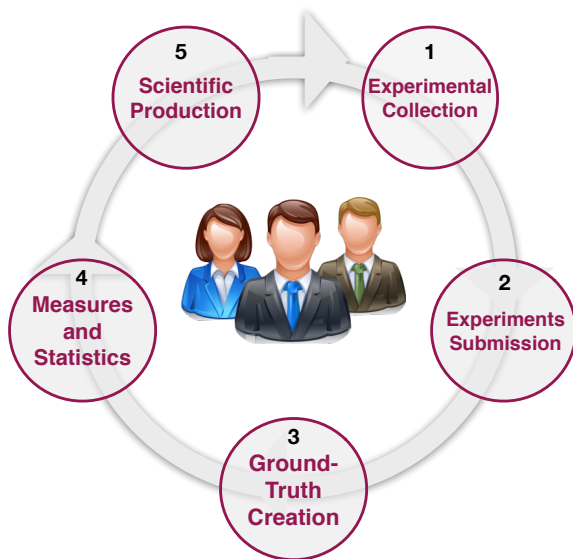 1
Experimental
Collection
2
Experiments
Submission
3
Ground-
Truth
Creation
4
Measures
and
Statistics
5
Scientific
Production